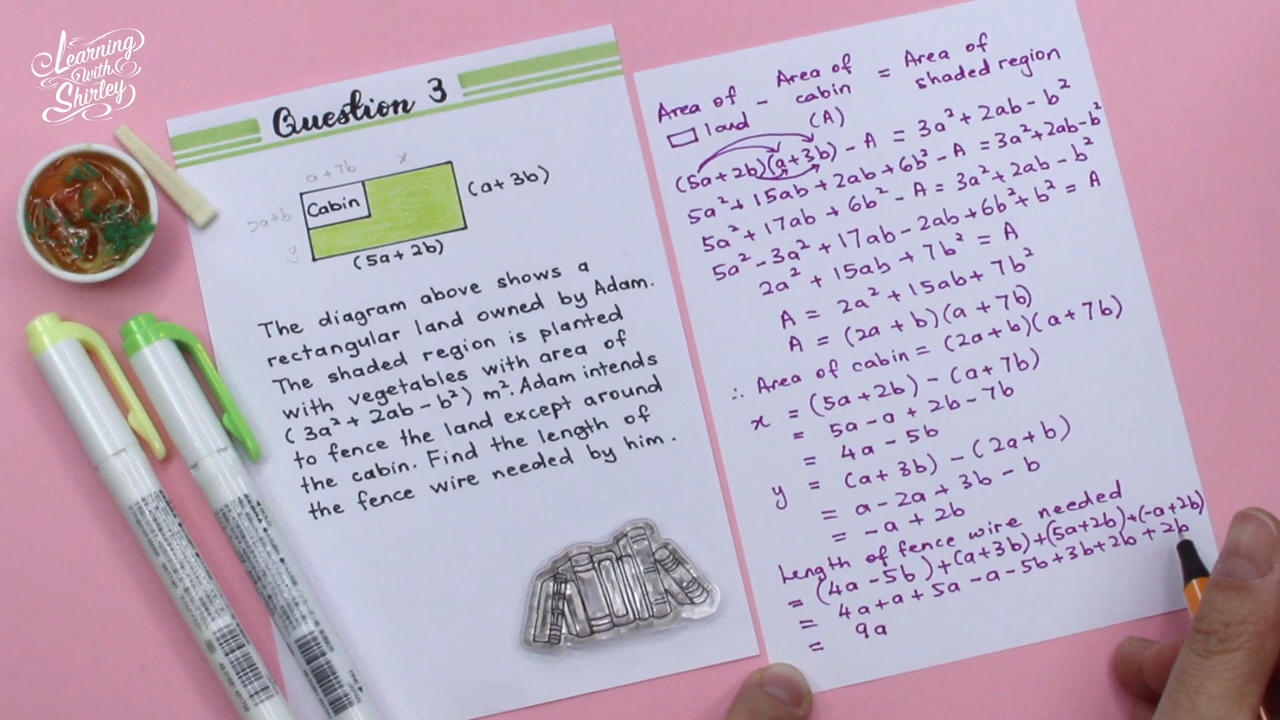 Learning
With
Shirley
Question 3
a + 7b
x
2a+b
Cabin
(a + 3b)
y
(5a + 2b)
The diagram above shows a
rectangular land owned by Adam.
The shaded region is planted
with vegetables with area of
(3a² + 2ab − b²) m². Adam intends
to fence the land except around
the cabin. Find the length of
the fence wire needed by him.
Area of ▭ land − Area of cabin (A) = Area of shaded region
(5a+2b)(a+3b) − A = 3a² + 2ab − b²
5a² + 15ab + 2ab + 6b² − A = 3a² + 2ab − b²
5a² + 17ab + 6b² − A = 3a² + 2ab − b²
5a² − 3a² + 17ab − 2ab + 6b² + b² = A
2a² + 15ab + 7b² = A
A = 2a² + 15ab + 7b²
A = (2a + b)(a + 7b)
∴ Area of cabin = (2a + b)(a + 7b)
x = (5a + 2b) − (a + 7b)
= 5a − a + 2b − 7b
= 4a − 5b
y = (a + 3b) − (2a + b)
= a − 2a + 3b − b
= −a + 2b
Length of fence wire needed
= (4a − 5b) + (a + 3b) + (5a + 2b) + (−a + 2b)
= 4a + a + 5a − a − 5b + 3b + 2b + 2b
= 9a